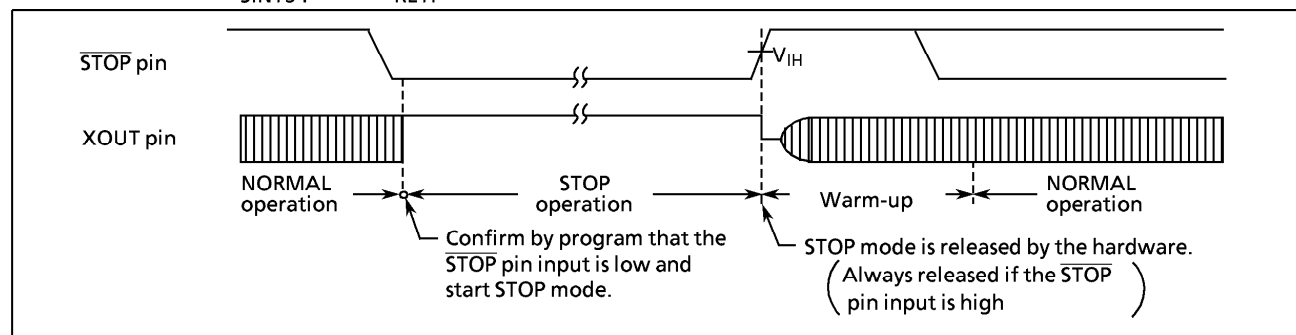 STOP pin
VIH
XOUT pin
NORMAL
operation
STOP
operation
Warm-up
NORMAL
operation
Confirm by program that the
STOP pin input is low and
start STOP mode.
STOP mode is released by the hardware.
(Always released if the STOP
pin input is high)